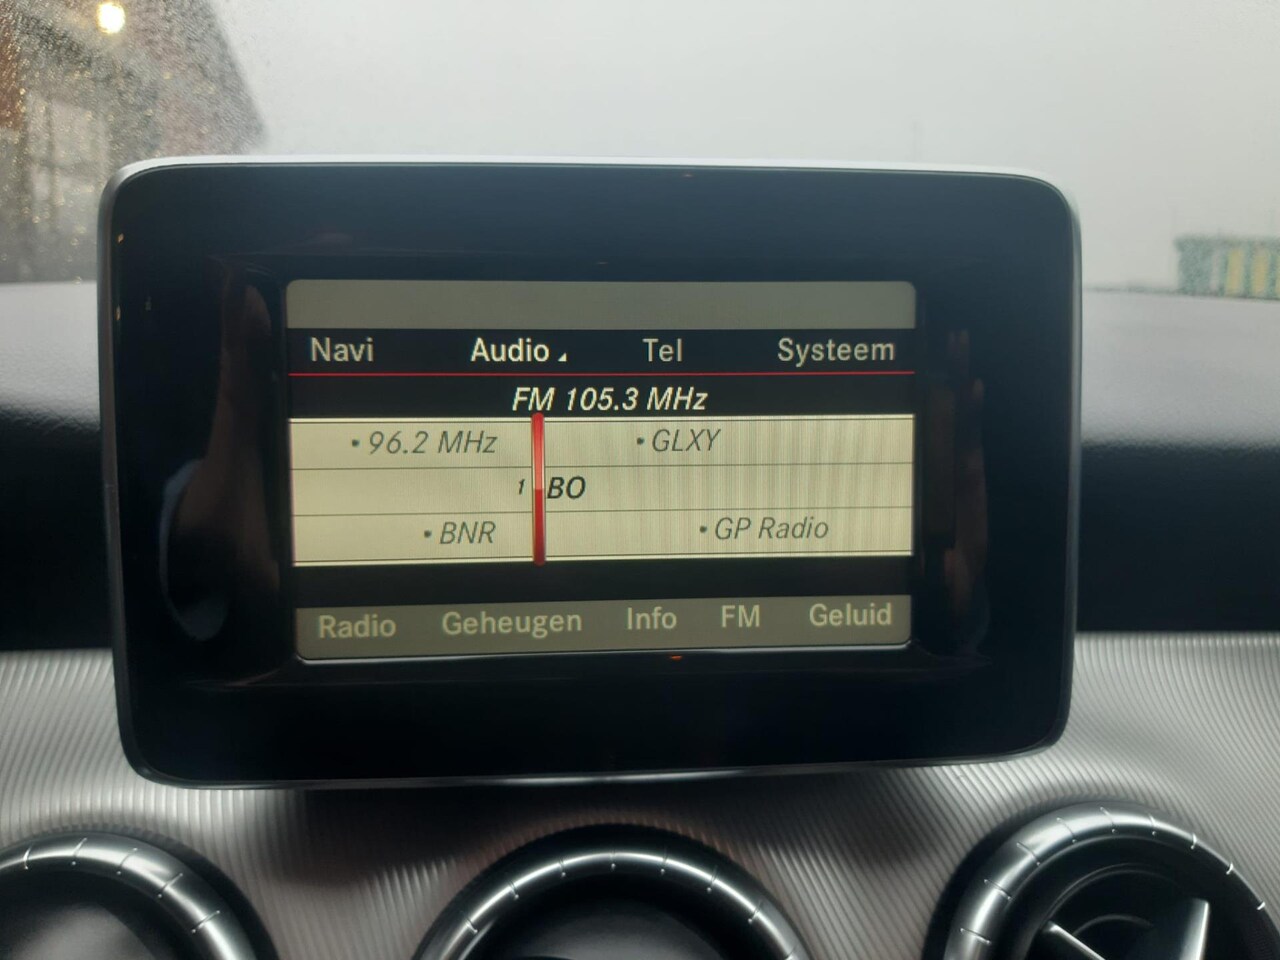 Navi Audio Tel Systeem
FM 105.3 MHz
• 96.2 MHz • GLXY
1 BO
• BNR • GP Radio
Radio Geheugen Info FM Geluid